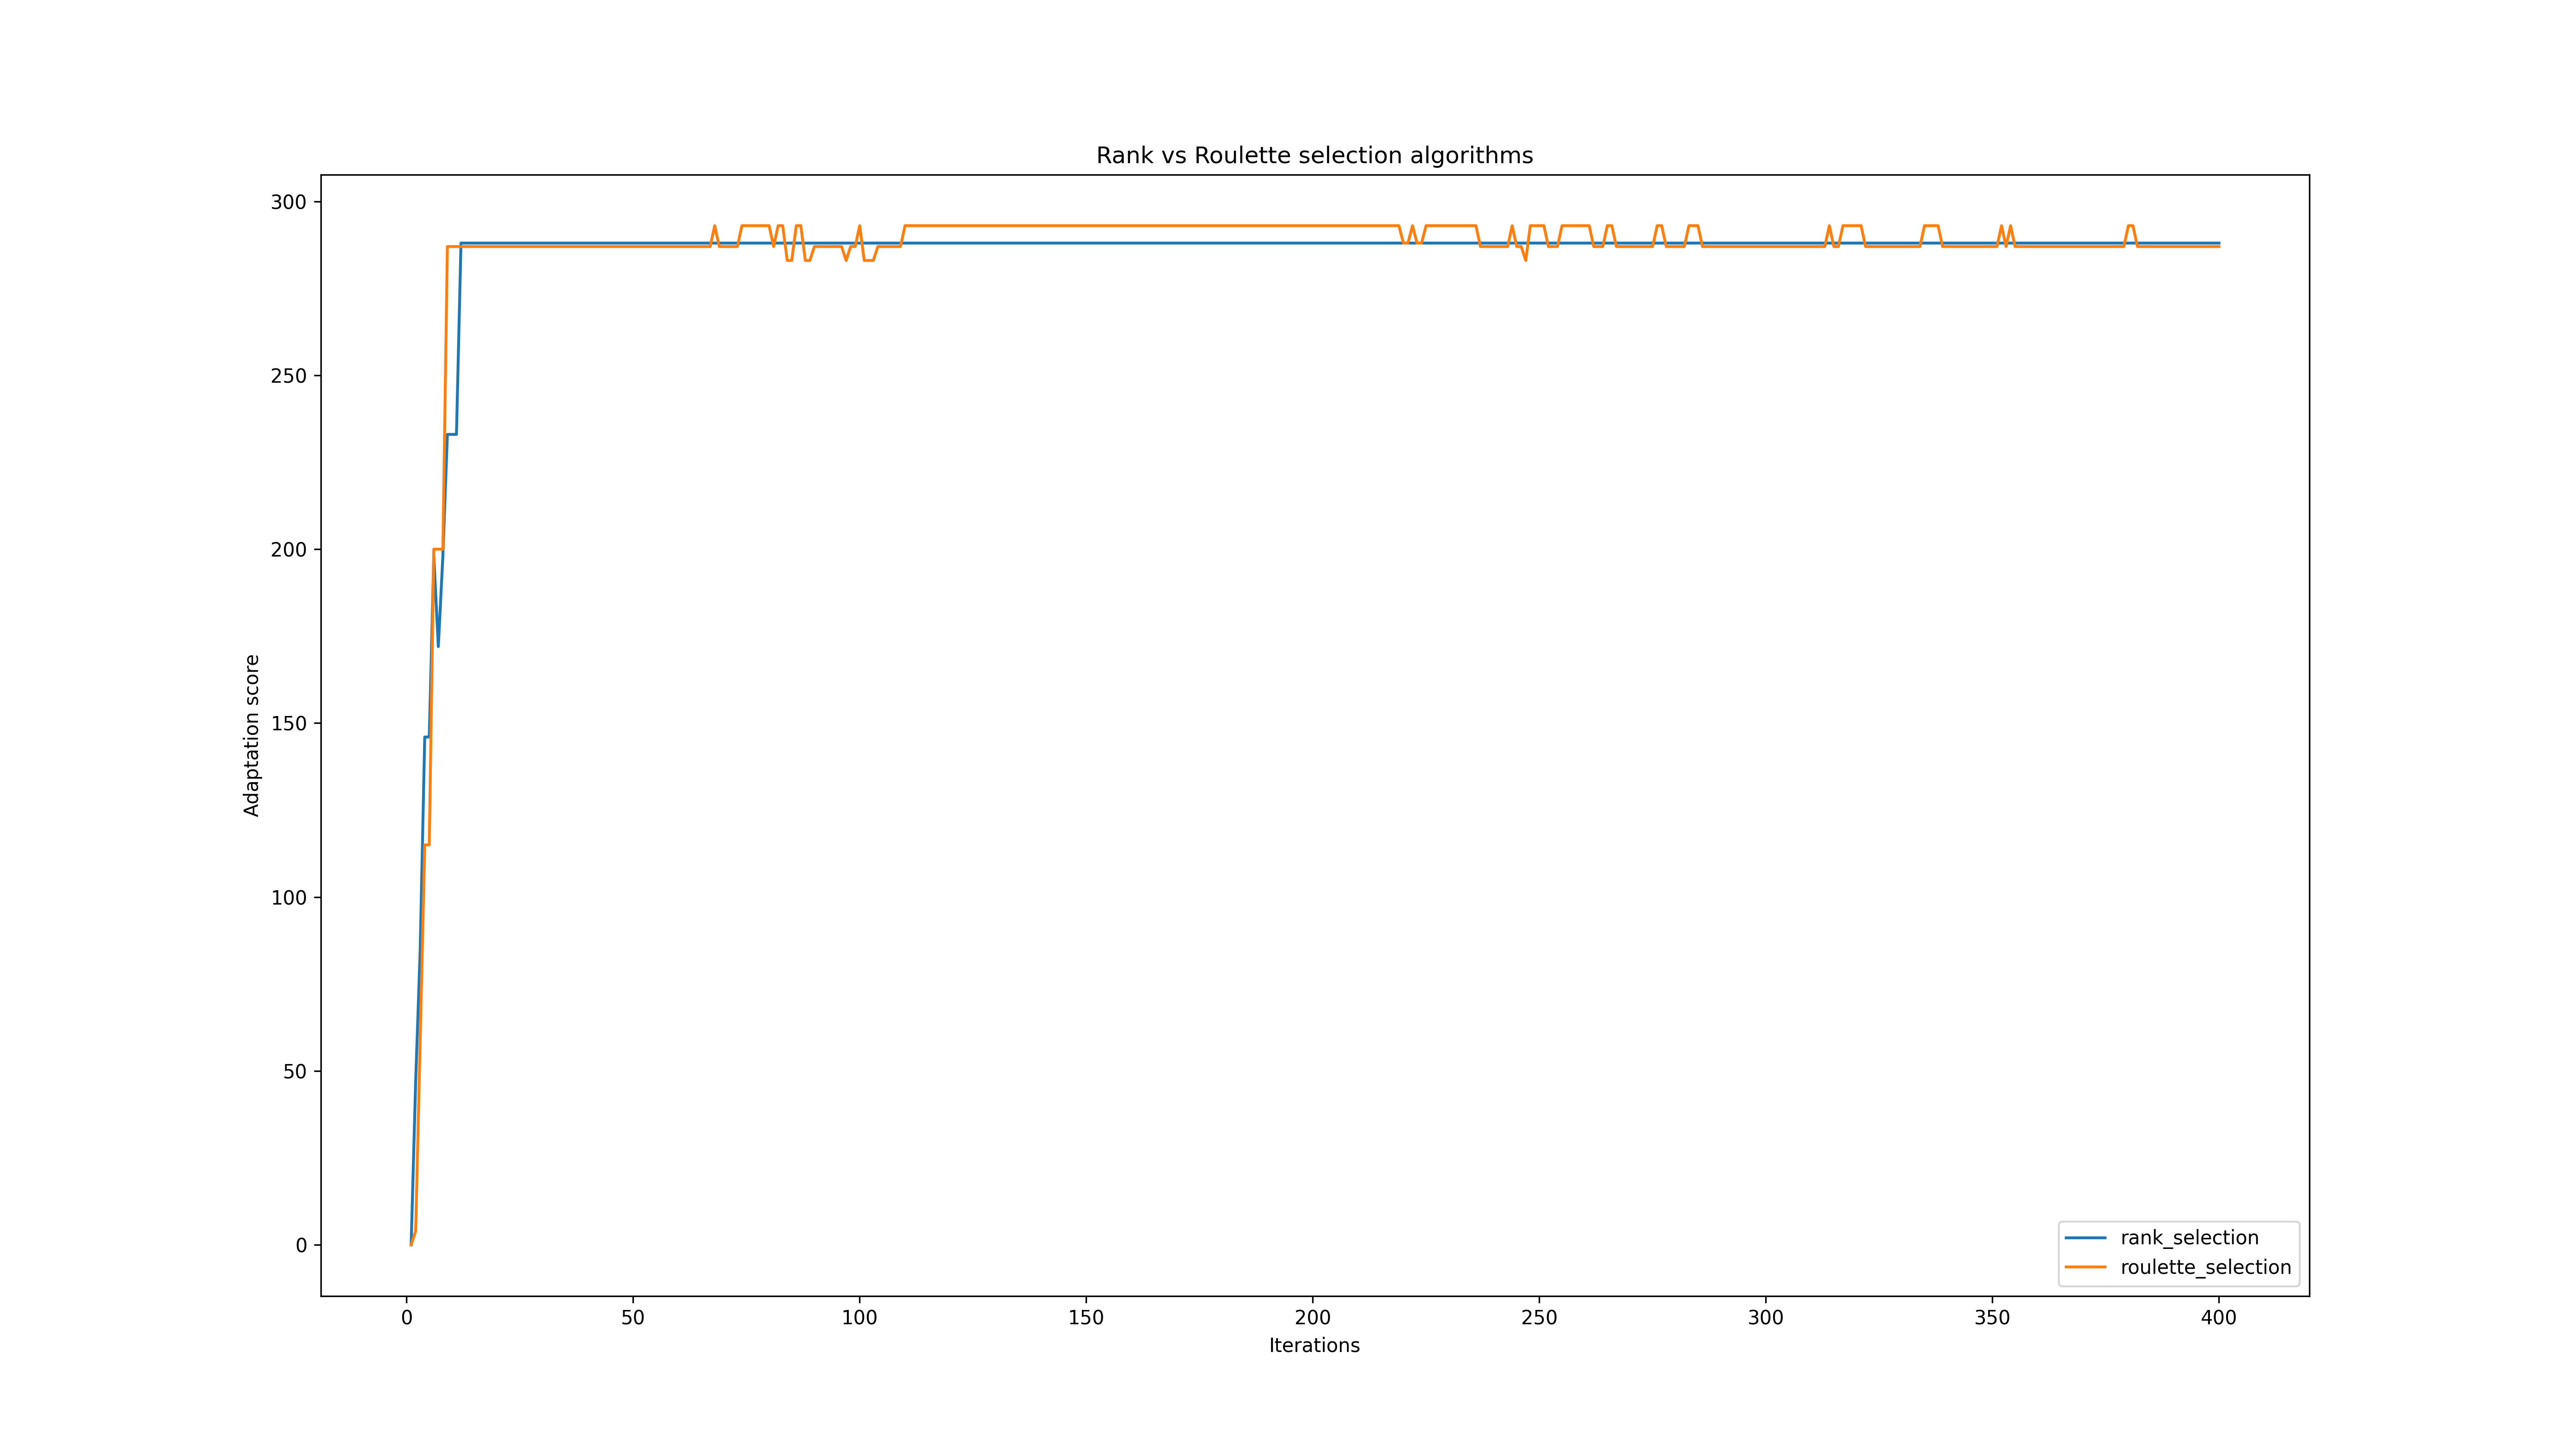 Rank vs Roulette selection algorithms
300
250
200
150
100
50
0
Adaptation score
0 50 100 150 200 250 300 350 400
Iterations
rank_selection
roulette_selection